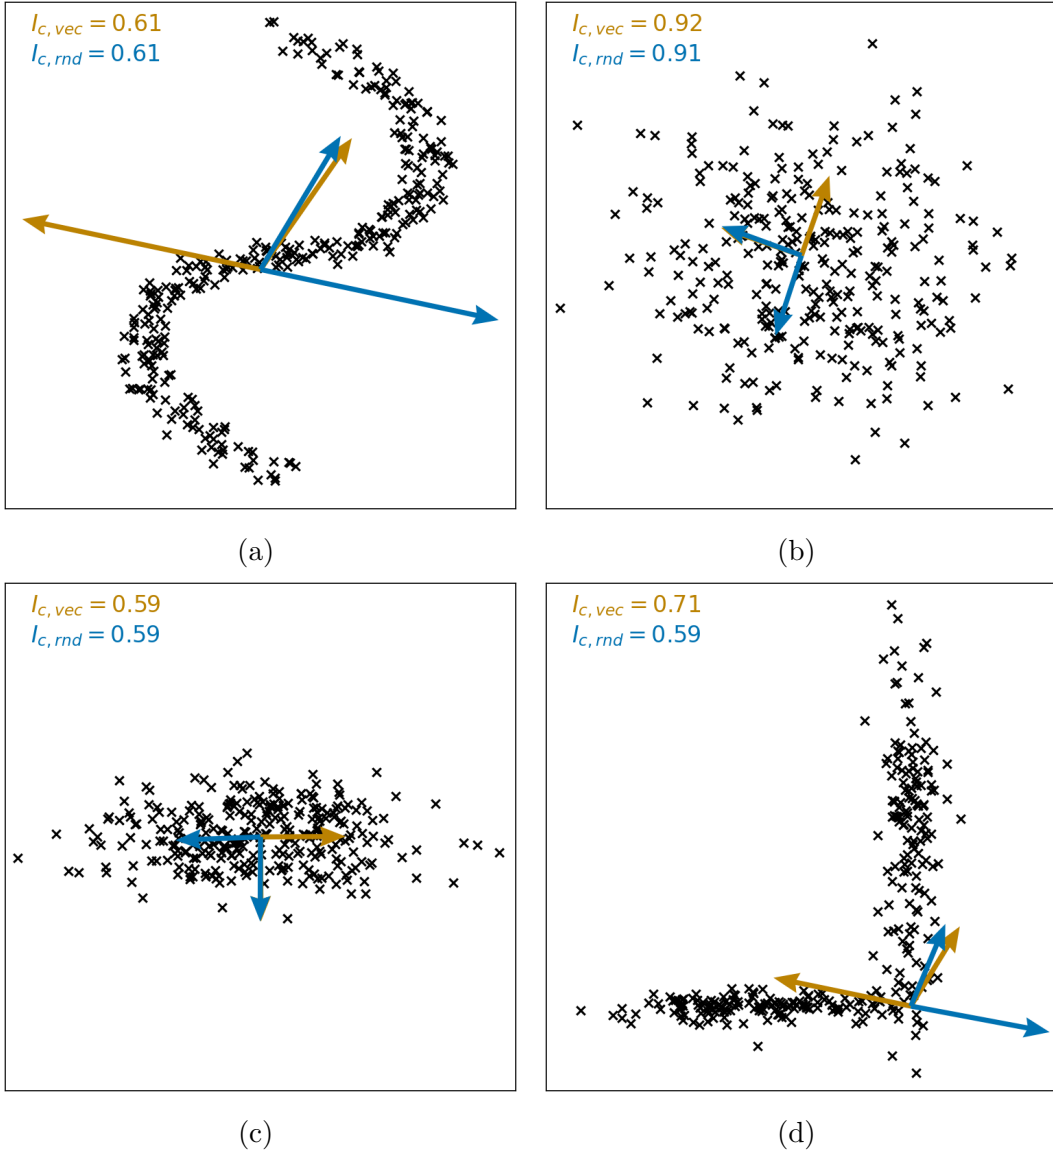 I_{c,vec} = 0.61
I_{c,rnd} = 0.61
I_{c,vec} = 0.92
I_{c,rnd} = 0.91
(a)
(b)
I_{c,vec} = 0.59
I_{c,rnd} = 0.59
I_{c,vec} = 0.71
I_{c,rnd} = 0.59
(c)
(d)